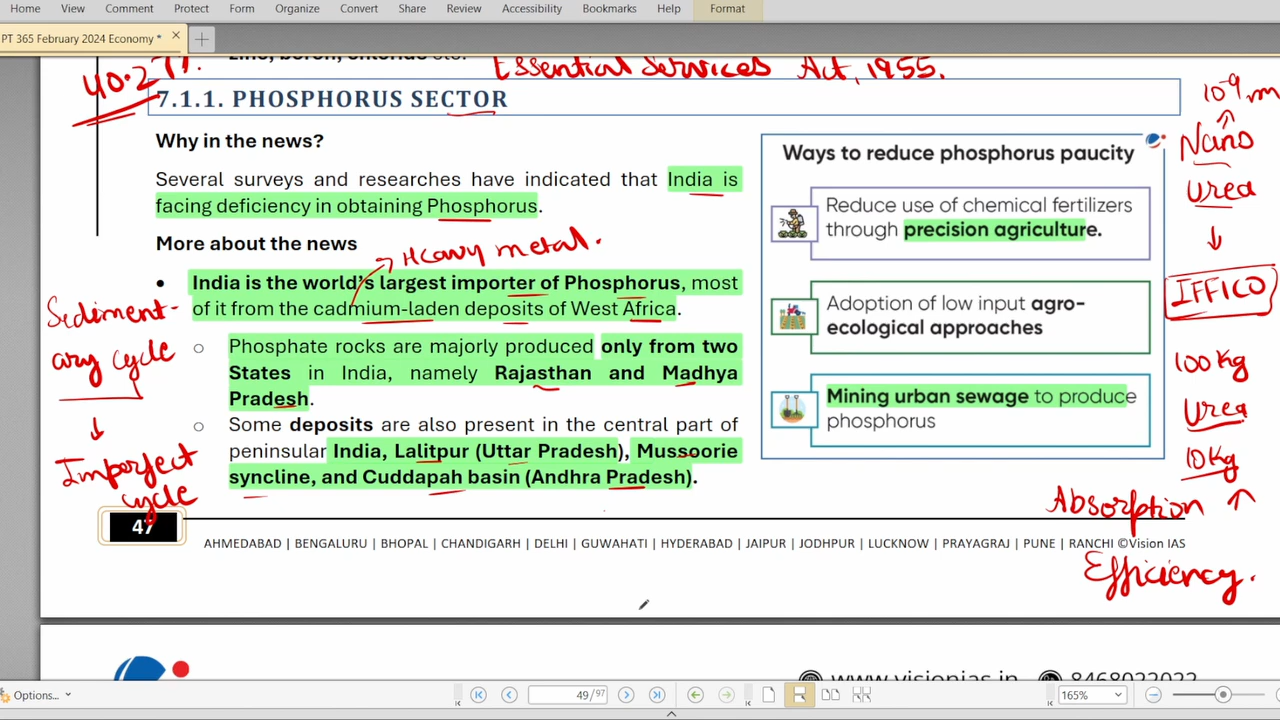 Home View Comment Protect Form Organize Convert Share Review Accessibility Bookmarks Help Format
PT 365 February 2024 Economy *
zinc, boron, chloride etc.
40.2%.
Essential Services Act, 1955.
7.1.1. PHOSPHORUS SECTOR
Why in the news?
Several surveys and researches have indicated that India is
facing deficiency in obtaining Phosphorus.
More about the news
Heavy metal.
• India is the world's largest importer of Phosphorus, most
of it from the cadmium-laden deposits of West Africa.
o Phosphate rocks are majorly produced only from two
States in India, namely Rajasthan and Madhya
Pradesh.
o Some deposits are also present in the central part of
peninsular India, Lalitpur (Uttar Pradesh), Mussoorie
syncline, and Cuddapah basin (Andhra Pradesh).
Sediment-
ary cycle
↓
Imperfect
cycle
Ways to reduce phosphorus paucity
Reduce use of chemical fertilizers
through precision agriculture.
Adoption of low input agro-
ecological approaches
Mining urban sewage to produce
phosphorus
10-9 m
Nano
Urea
↓
IFFICO
100 Kg
Urea
10 Kg
Absorption ↑
Efficiency.
47
AHMEDABAD | BENGALURU | BHOPAL | CHANDIGARH | DELHI | GUWAHATI | HYDERABAD | JAIPUR | JODHPUR | LUCKNOW | PRAYAGRAJ | PUNE | RANCHI ©Vision IAS
www.visionias.in 8468022022
Options... 49 / 97 165%